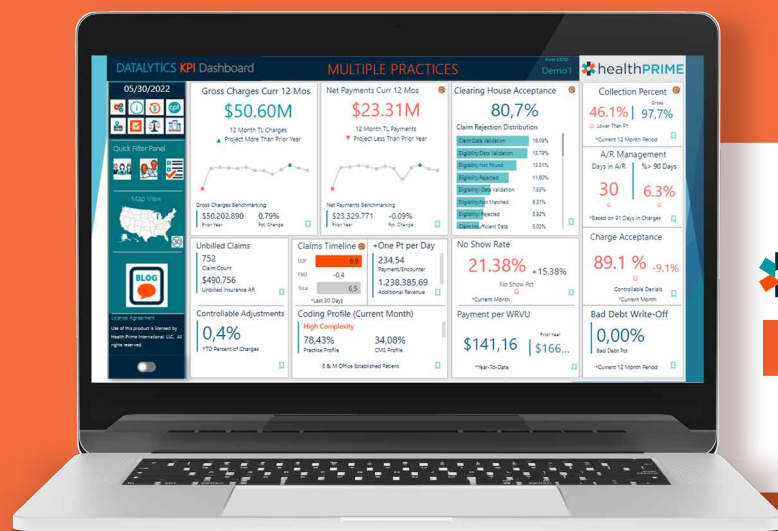 DATALYTICS KPI Dashboard
MULTIPLE PRACTICES
Demo1
healthPRIME
05/30/2022
cpt
Quick Filter Panel
Map View
BLOG
License Agreement
Use of this product is licensed by
Health Prime International, LLC. All
rights reserved.
Gross Charges Curr 12 Mos
$50.60M
12 Month TL Charges
Project More Than Prior Year
Gross Charges Benchmarking
$50.202.890 0.79%
Prior Year Pct. Change
Net Payments Curr 12 Mos
$23.31M
12 Month TL Payments
Project Less Than Prior Year
Net Payments Benchmarking
$23.329.771 -0.09%
Prior Year Pct. Change
Clearing House Acceptance
80,7%
Claim Rejection Distribution
Claim Data Validation 16.09%
Eligibility Data Validation 15.79%
Eligibility Not Found 13.31%
Eligibility Rejected 11.60%
Eligibility Data Validation 7.53%
Eligibility Not Matched 6.31%
Eligibility Rejected 5.93%
Claim Insufficient Data 5.02%
Collection Percent
Gross
46.1% 97,7%
Lower Than PY
*Current 12 Month Period
A/R Management
Days in A/R %> 90 Days
30 6.3%
*Based on 91 Days in Charges
Unbilled Claims
752
Claim Count
$490.756
Unbilled Insurance AR
Claims Timeline
DOF 6,9
FBD -0,4
Total 6,5
*Last 30 Days
+One Pt per Day
234,54
Payment/Encounter
1.238.385,69
Additional Revenue
No Show Rate
21.38% +15.38%
No Show Pct
*Current Month
Charge Acceptance
89.1 % -9.1%
Controllable Denials
*Current Month
Controllable Adjustments
0,4%
*YTD Percent of Charges
Coding Profile (Current Month)
High Complexity
78,43% 34,08%
Practice Profile CMS Profile
E & M Office Established Patient
Payment per WRVU
Prior Year
$141,16 $166...
*Year-To-Date
Bad Debt Write-Off
0,00%
Bad Debt Pct
*Current 12 Month Period